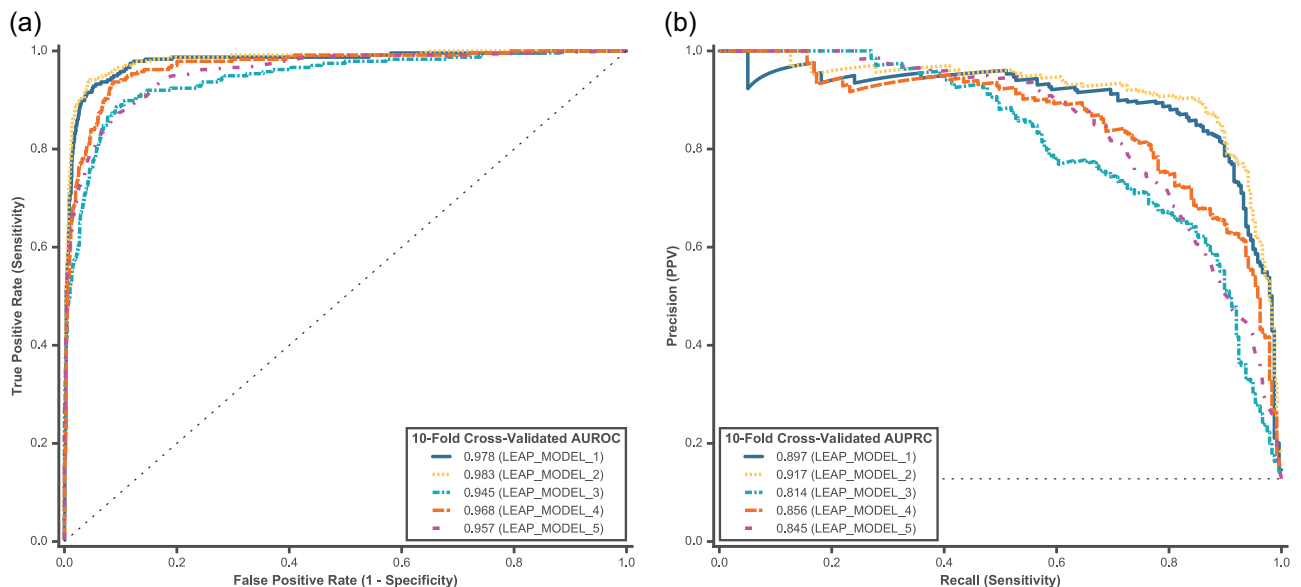 (a)
1.0
0.8
0.6
0.4
0.2
0.0
True Positive Rate (Sensitivity)
10-Fold Cross-Validated AUROC
0.978 (LEAP_MODEL_1)
0.983 (LEAP_MODEL_2)
0.945 (LEAP_MODEL_3)
0.968 (LEAP_MODEL_4)
0.957 (LEAP_MODEL_5)
0.0 0.2 0.4 0.6 0.8 1.0
False Positive Rate (1 - Specificity)
(b)
1.0
0.8
0.6
0.4
0.2
0.0
Precision (PPV)
10-Fold Cross-Validated AUPRC
0.897 (LEAP_MODEL_1)
0.917 (LEAP_MODEL_2)
0.814 (LEAP_MODEL_3)
0.856 (LEAP_MODEL_4)
0.845 (LEAP_MODEL_5)
0.0 0.2 0.4 0.6 0.8 1.0
Recall (Sensitivity)